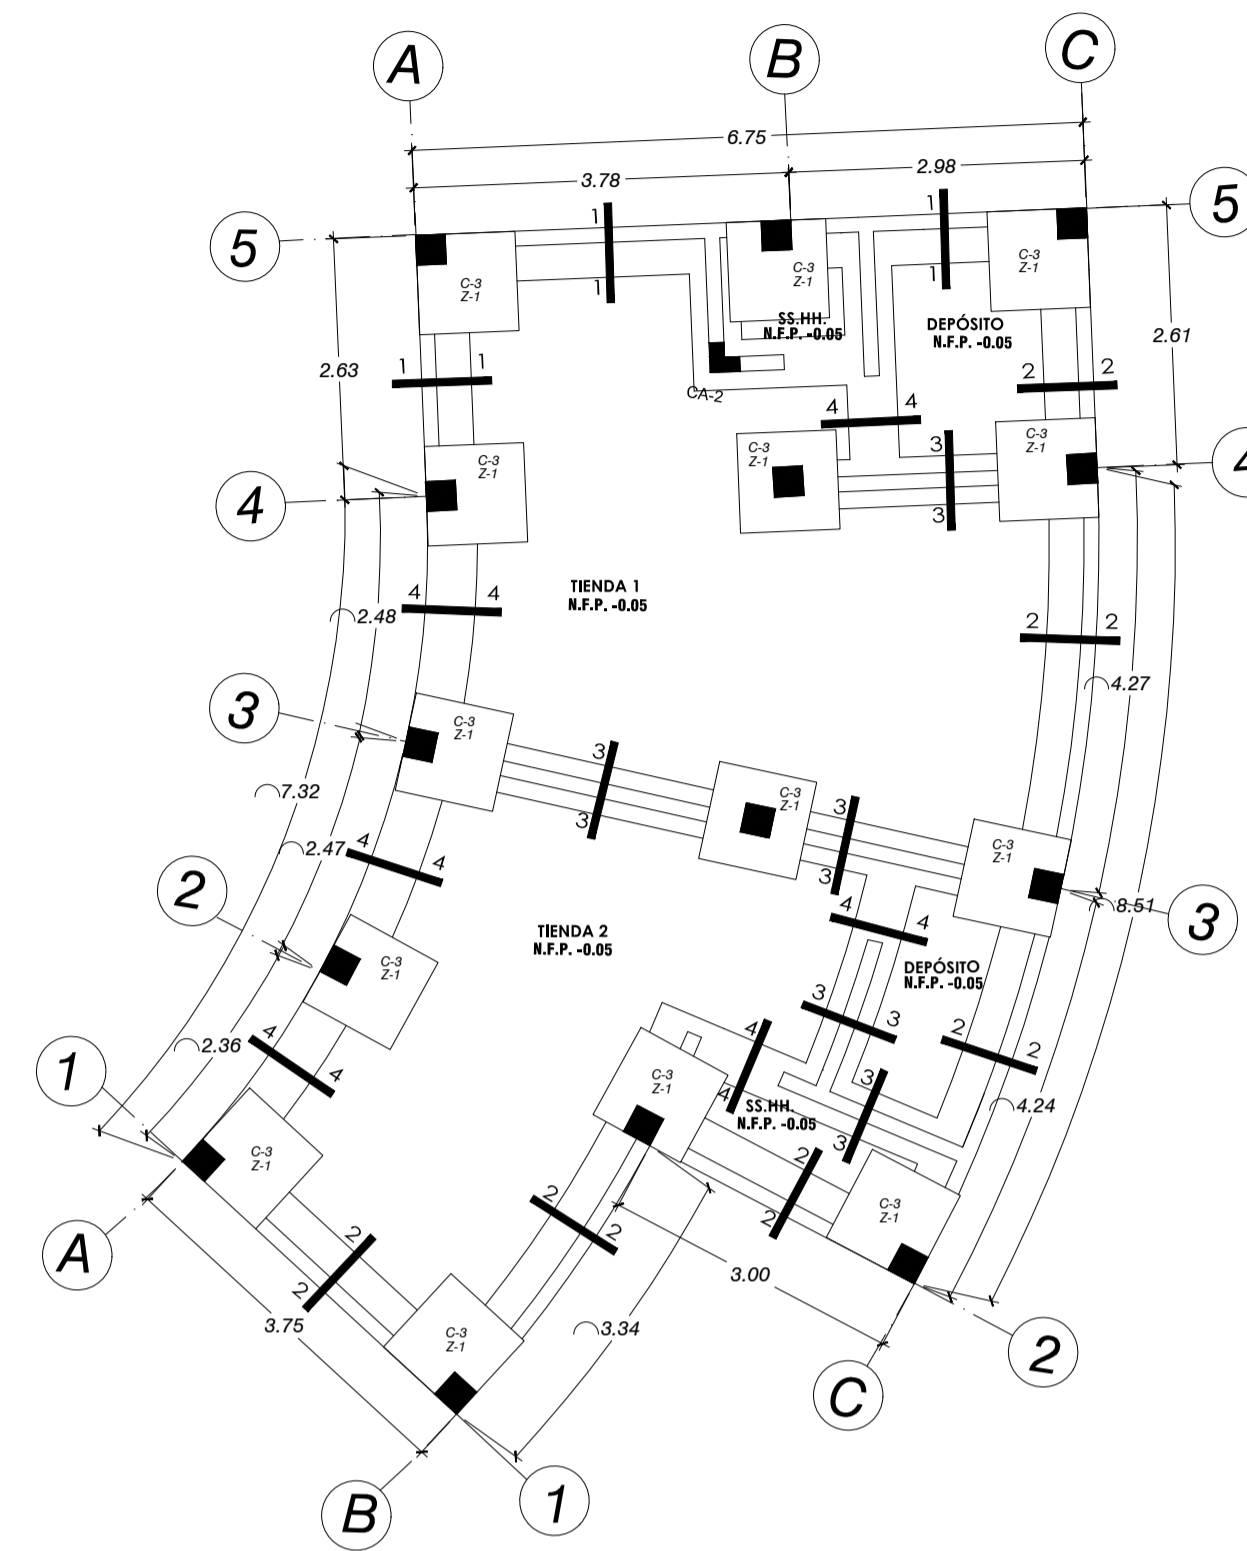 A
B
C
6.75
3.78
2.98
5
5
1
1
1
1
C-3
Z-1
C-3
Z-1
C-3
Z-1
SS.HH.
N.F.P. -0.05
DEPÓSITO
N.F.P. -0.05
2.63
2.61
1
1
2
2
CA-2
4
4
4
4
C-3
Z-1
C-3
Z-1
C-3
Z-1
3
3
TIENDA 1
N.F.P. -0.05
4
4
2.48
2
2
4.27
3
C-3
Z-1
3
3
C-3
Z-1
3
3
C-3
Z-1
7.32
2.47
4
4
2
8.51
3
4
4
TIENDA 2
N.F.P. -0.05
C-3
Z-1
DEPÓSITO
N.F.P. -0.05
3
3
2
2
4
4
2.36
4
4
1
C-3
Z-1
3
3
SS.HH.
N.F.P. -0.05
4.24
C-3
Z-1
2
2
C-3
Z-1
A
2
2
2
2
3.00
3.75
C-3
Z-1
3.34
2
C
B
1